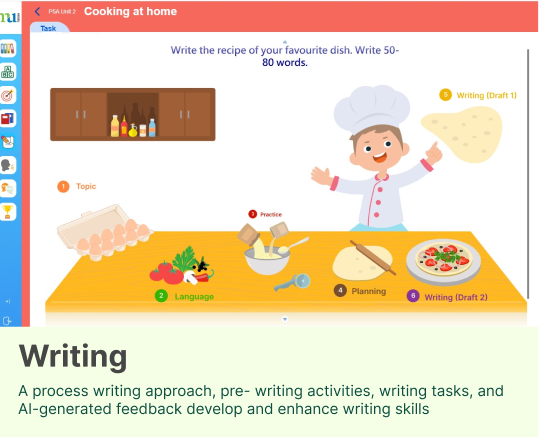 PSA Unit 2 Cooking at home
Task
Write the recipe of your favourite dish. Write 50-
80 words.
5 Writing (Draft 1)
1 Topic
3 Practice
2 Language
4 Planning
6 Writing (Draft 2)
Writing
A process writing approach, pre- writing activities, writing tasks, and
AI-generated feedback develop and enhance writing skills